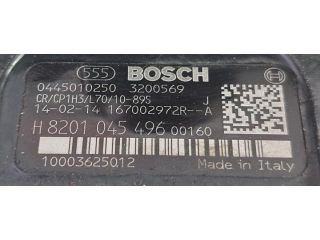 555 BOSCH
0445010250 3200569
CR/CP1H3/L70/10-89S J
14-02-14 167002972R--A
H 8201 045 496 00160
10003625012 Made in Italy